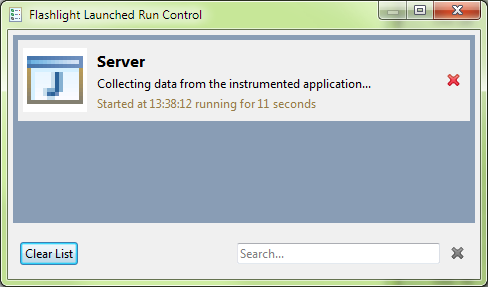 Flashlight Launched Run Control
Server
Collecting data from the instrumented application...
Started at 13:38:12 running for 11 seconds
Clear List
Search...